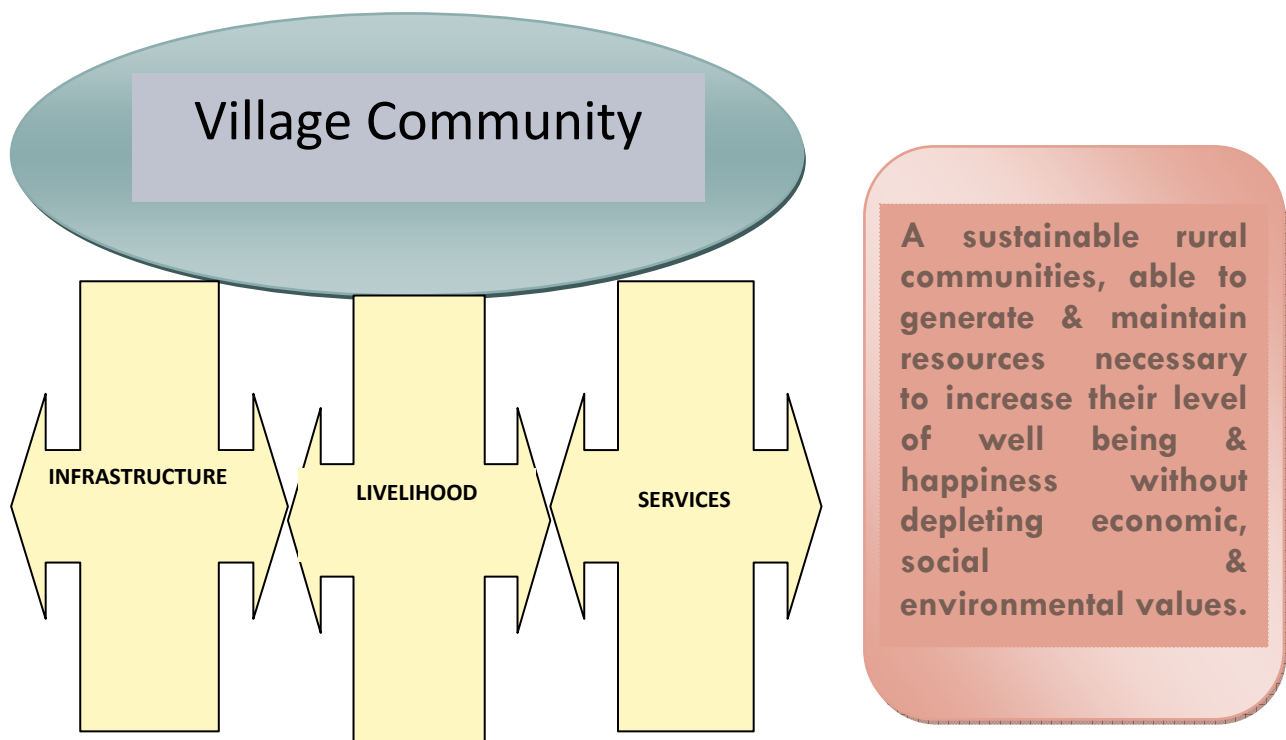 Village Community
INFRASTRUCTURE
LIVELIHOOD
SERVICES
A sustainable rural
communities, able to
generate & maintain
resources necessary
to increase their level
of well being &
happiness without
depleting economic,
social &
environmental values.